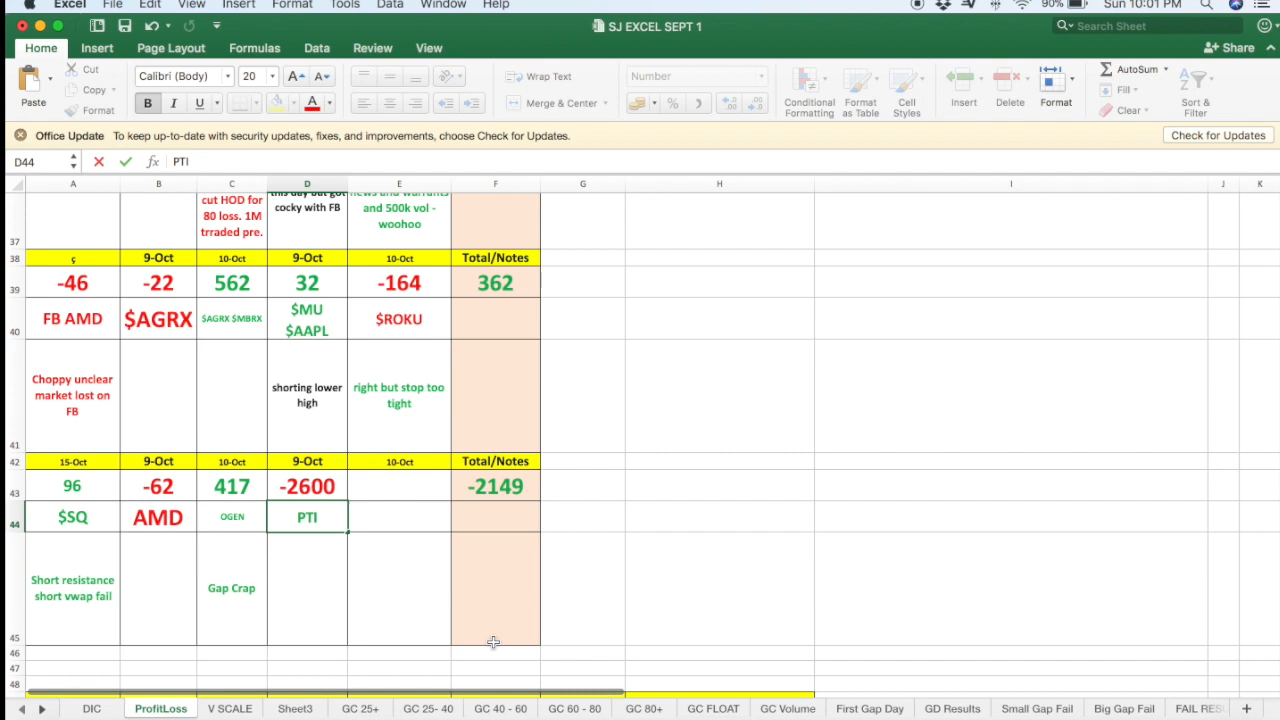 Excel File Edit View Insert Format Tools Data Window Help 90% Sun 10:01 PM
SJ EXCEL SEPT 1
Search Sheet
Home Insert Page Layout Formulas Data Review View
Share
Paste
Cut
Copy
Format
Calibri (Body) 20
B I U
Wrap Text
Merge & Center
Number
Conditional Formatting
Format as Table
Cell Styles
Insert
Delete
Format
AutoSum
Fill
Clear
Sort & Filter
Office Update To keep up-to-date with security updates, fixes, and improvements, choose Check for Updates.
Check for Updates
D44 fx PTI
A B C D E F G H I J K
37
cut HOD for
80 loss. 1M
trraded pre.
this day but got
cocky with FB
news and warrants
and 500k vol -
woohoo
38 ç 9-Oct 10-Oct 9-Oct 10-Oct Total/Notes
39 -46 -22 562 32 -164 362
40 FB AMD $AGRX $AGRX $MBRX $MU
$AAPL $ROKU
41
Choppy unclear
market lost on
FB
shorting lower
high
right but stop too
tight
42 15-Oct 9-Oct 10-Oct 9-Oct 10-Oct Total/Notes
43 96 -62 417 -2600 -2149
44 $SQ AMD OGEN PTI
45
Short resistance
short vwap fail
Gap Crap
46
47
48
DIC ProfitLoss V SCALE Sheet3 GC 25+ GC 25- 40 GC 40 - 60 GC 60 - 80 GC 80+ GC FLOAT GC Volume First Gap Day GD Results Small Gap Fail Big Gap Fail